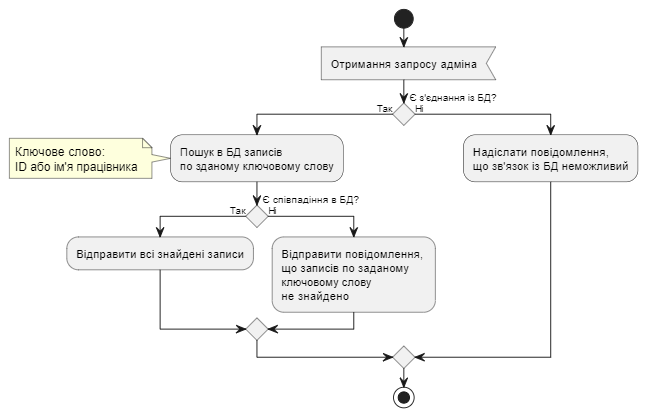 Отримання запросу адміна
Є з'єднання із БД?
Так
Ні
Ключове слово:
ID або ім'я працівника
Пошук в БД записів
по зданому ключовому слову
Надіслати повідомлення,
що зв'язок із БД неможливий
Є співпадіння в БД?
Так
Ні
Відправити всі знайдені записи
Відправити повідомлення,
що записів по заданому
ключовому слову
не знайдено